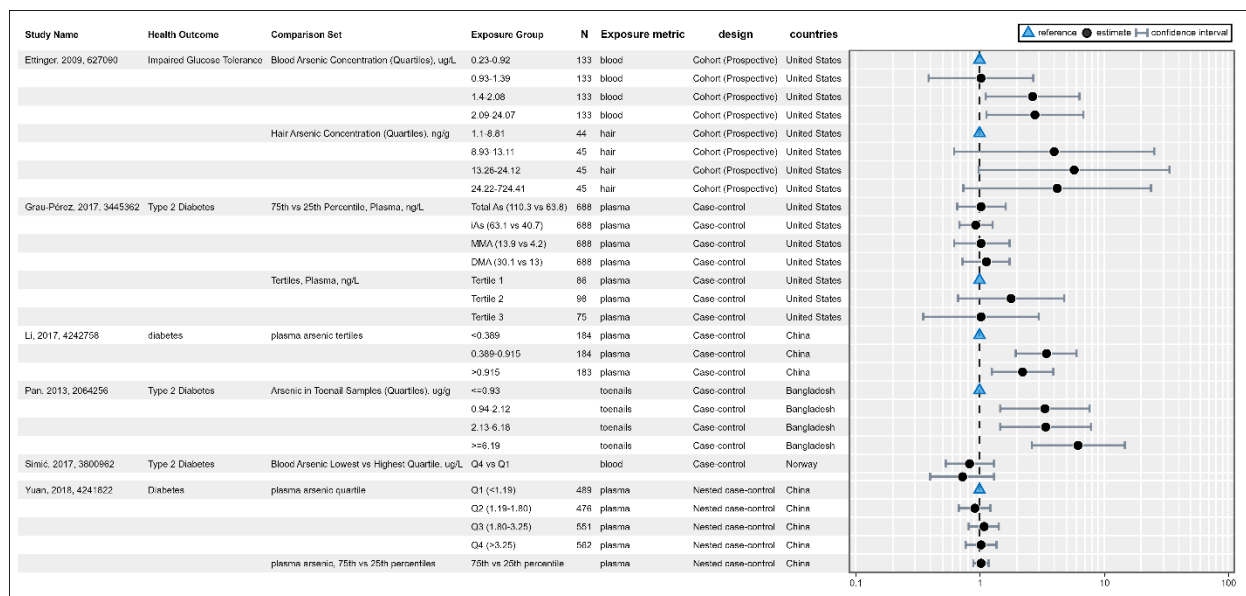 Study Name Health Outcome Comparison Set Exposure Group N Exposure metric design countries
reference estimate confidence interval
Ettinger, 2009, 627090 Impaired Glucose Tolerance Blood Arsenic Concentration (Quartiles), ug/L 0.23-0.92 133 blood Cohort (Prospective) United States
0.93-1.39 133 blood Cohort (Prospective) United States
1.4-2.08 133 blood Cohort (Prospective) United States
2.09-24.07 133 blood Cohort (Prospective) United States
Hair Arsenic Concentration (Quartiles), ng/g 1.1-8.81 44 hair Cohort (Prospective) United States
8.93-13.11 45 hair Cohort (Prospective) United States
13.26-24.12 45 hair Cohort (Prospective) United States
24.22-724.41 45 hair Cohort (Prospective) United States
Grau-Pérez, 2017, 3445362 Type 2 Diabetes 75th vs 25th Percentile, Plasma, ng/L Total As (110.3 vs 63.8) 688 plasma Case-control United States
iAs (63.1 vs 40.7) 688 plasma Case-control United States
MMA (13.9 vs 4.2) 688 plasma Case-control United States
DMA (30.1 vs 13) 688 plasma Case-control United States
Tertiles, Plasma, ng/L Tertile 1 86 plasma Case-control United States
Tertile 2 98 plasma Case-control United States
Tertile 3 75 plasma Case-control United States
Li, 2017, 4242758 diabetes plasma arsenic tertiles <0.389 184 plasma Case-control China
0.389-0.915 184 plasma Case-control China
>0.915 183 plasma Case-control China
Pan, 2013, 2064256 Type 2 Diabetes Arsenic in Toenail Samples (Quartiles), ug/g <=0.93 toenails Case-control Bangladesh
0.94-2.12 toenails Case-control Bangladesh
2.13-6.18 toenails Case-control Bangladesh
>=6.19 toenails Case-control Bangladesh
Simić, 2017, 3800962 Type 2 Diabetes Blood Arsenic Lowest vs Highest Quartile, ug/L Q4 vs Q1 blood Case-control Norway
Yuan, 2018, 4241822 Diabetes plasma arsenic quartile Q1 (<1.19) 489 plasma Nested case-control China
Q2 (1.19-1.80) 476 plasma Nested case-control China
Q3 (1.80-3.25) 551 plasma Nested case-control China
Q4 (>3.25) 562 plasma Nested case-control China
plasma arsenic, 75th vs 25th percentiles 75th vs 25th percentile plasma Nested case-control China
0.1 1 10 100